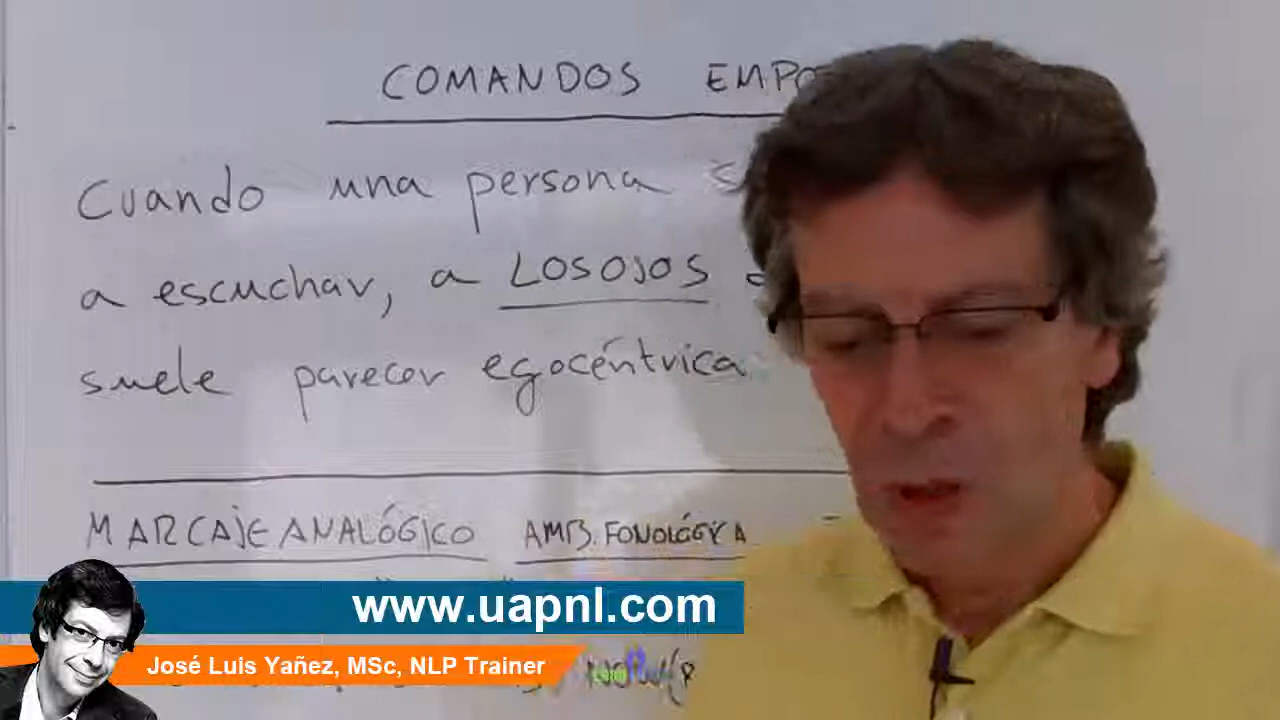 COMANDOS EMPO
Cuando una persona s
a escuchar, a LOSOJOS
suele parecer egocéntrica
MARCAJE ANALÓGICO AMB. FONOLÓGICA
www.uapnl.com
José Luis Yañez, MSc, NLP Trainer